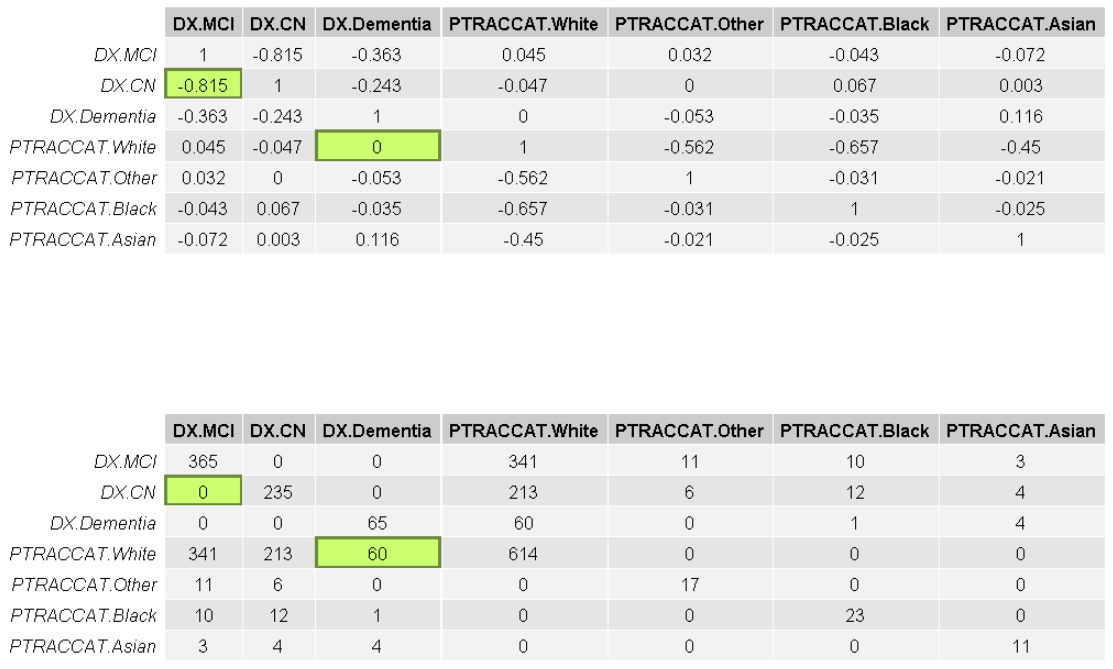 DX.MCI DX.CN DX.Dementia PTRACCAT.White PTRACCAT.Other PTRACCAT.Black PTRACCAT.Asian
DX.MCI 1 -0.815 -0.363 0.045 0.032 -0.043 -0.072
DX.CN -0.815 1 -0.243 -0.047 0 0.067 0.003
DX.Dementia -0.363 -0.243 1 0 -0.053 -0.035 0.116
PTRACCAT.White 0.045 -0.047 0 1 -0.562 -0.657 -0.45
PTRACCAT.Other 0.032 0 -0.053 -0.562 1 -0.031 -0.021
PTRACCAT.Black -0.043 0.067 -0.035 -0.657 -0.031 1 -0.025
PTRACCAT.Asian -0.072 0.003 0.116 -0.45 -0.021 -0.025 1
DX.MCI DX.CN DX.Dementia PTRACCAT.White PTRACCAT.Other PTRACCAT.Black PTRACCAT.Asian
DX.MCI 365 0 0 341 11 10 3
DX.CN 0 235 0 213 6 12 4
DX.Dementia 0 0 65 60 0 1 4
PTRACCAT.White 341 213 60 614 0 0 0
PTRACCAT.Other 11 6 0 0 17 0 0
PTRACCAT.Black 10 12 1 0 0 23 0
PTRACCAT.Asian 3 4 4 0 0 0 11